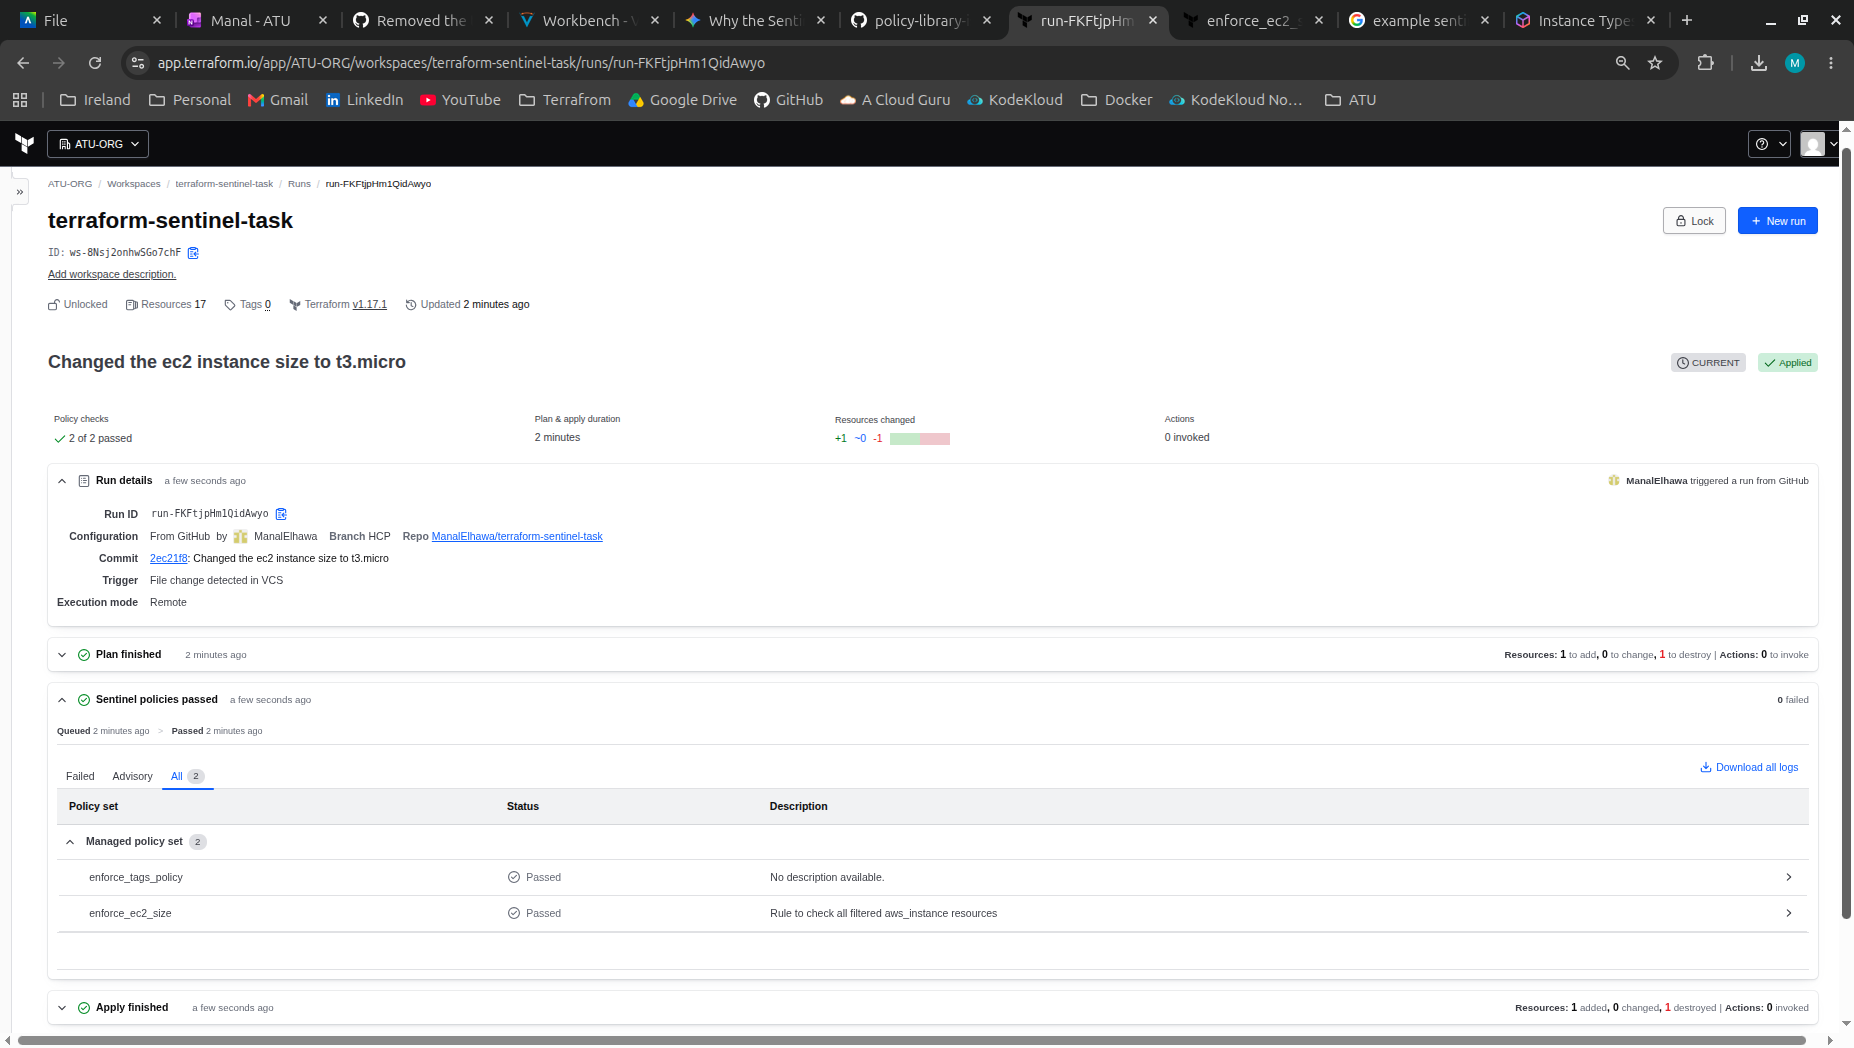 File
Manal - ATU
Removed the
Workbench -
Why the Senti
policy-library-
run-FKFtjpHm
enforce_ec2_
example senti
Instance Type
app.terraform.io/app/ATU-ORG/workspaces/terraform-sentinel-task/runs/run-FKFtjpHm1QidAwyo
M
Ireland
Personal
Gmail
LinkedIn
YouTube
Terrafrom
Google Drive
GitHub
A Cloud Guru
KodeKloud
Docker
KodeKloud No...
ATU
ATU-ORG
ATU-ORG / Workspaces / terraform-sentinel-task / Runs / run-FKFtjpHm1QidAwyo
terraform-sentinel-task
Lock
+ New run
ID: ws-8Nsj2onhwSGo7chF
Add workspace description.
Unlocked Resources 17 Tags 0 Terraform v1.17.1 Updated 2 minutes ago
Changed the ec2 instance size to t3.micro
CURRENT
Applied
Policy checks
2 of 2 passed
Plan & apply duration
2 minutes
Resources changed
+1 ~0 -1
Actions
0 invoked
Run details a few seconds ago
ManalElhawa triggered a run from GitHub
Run ID run-FKFtjpHm1QidAwyo
Configuration From GitHub by ManalElhawa Branch HCP Repo ManalElhawa/terraform-sentinel-task
Commit 2ec21f8: Changed the ec2 instance size to t3.micro
Trigger File change detected in VCS
Execution mode Remote
Plan finished 2 minutes ago
Resources: 1 to add, 0 to change, 1 to destroy | Actions: 0 to invoke
Sentinel policies passed a few seconds ago
0 failed
Queued 2 minutes ago > Passed 2 minutes ago
Failed Advisory All 2
Download all logs
Policy set Status Description
Managed policy set 2
enforce_tags_policy Passed No description available.
enforce_ec2_size Passed Rule to check all filtered aws_instance resources
Apply finished a few seconds ago
Resources: 1 added, 0 changed, 1 destroyed | Actions: 0 invoked